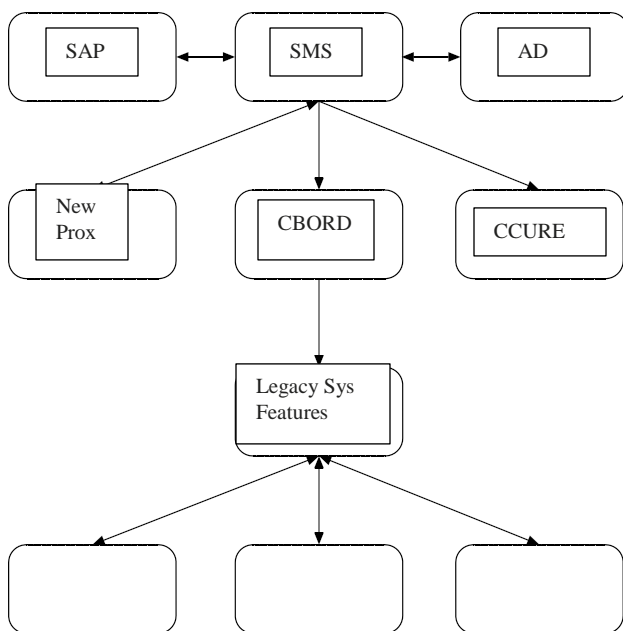 SAP
SMS
AD
New
Prox
CBORD
CCURE
Legacy Sys
Features